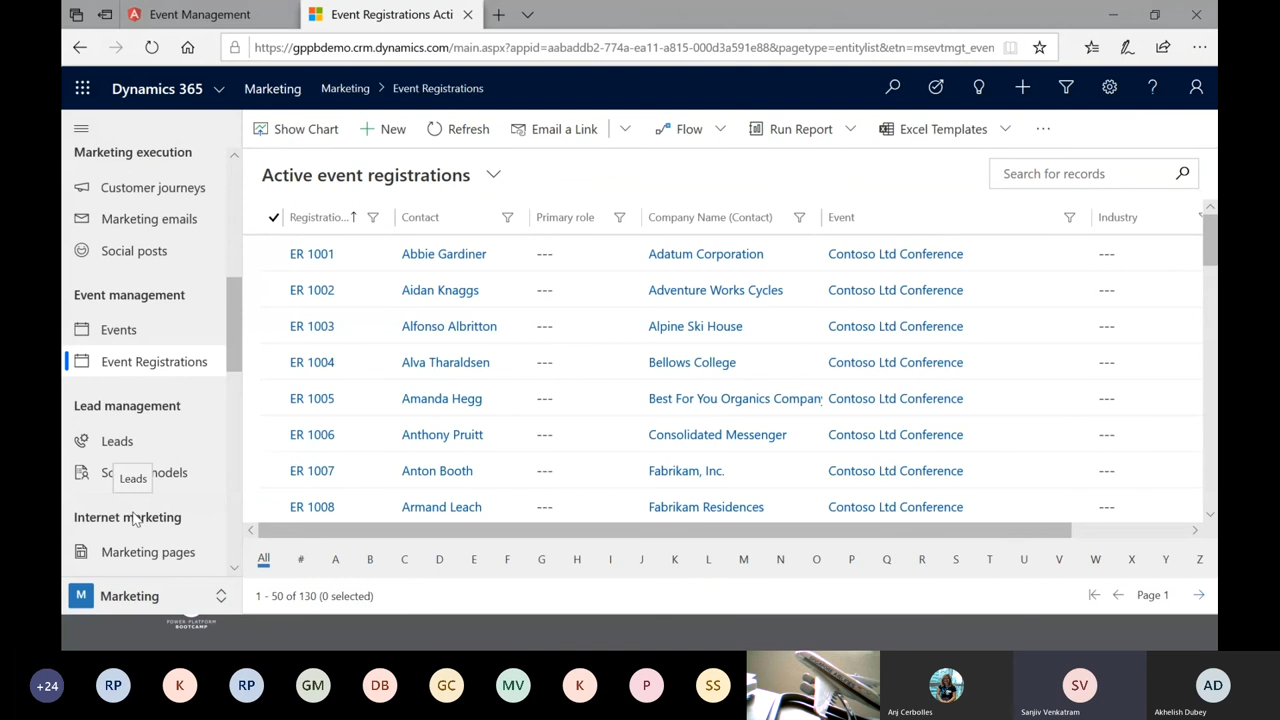 Event Management
Event Registrations Acti
https://gppbdemo.crm.dynamics.com/main.aspx?appid=aabaddb2-774a-ea11-a815-000d3a591e88&pagetype=entitylist&etn=msevtmgt_even
Dynamics 365
Marketing
Marketing > Event Registrations
Show Chart
New
Refresh
Email a Link
Flow
Run Report
Excel Templates
Marketing execution
Customer journeys
Marketing emails
Social posts
Event management
Events
Event Registrations
Lead management
Leads
Sc models
Leads
Internet marketing
Marketing pages
M Marketing
Active event registrations
Search for records
Registratio... Contact Primary role Company Name (Contact) Event Industry
ER 1001 Abbie Gardiner --- Adatum Corporation Contoso Ltd Conference ---
ER 1002 Aidan Knaggs --- Adventure Works Cycles Contoso Ltd Conference ---
ER 1003 Alfonso Albritton --- Alpine Ski House Contoso Ltd Conference ---
ER 1004 Alva Tharaldsen --- Bellows College Contoso Ltd Conference ---
ER 1005 Amanda Hegg --- Best For You Organics Company Contoso Ltd Conference ---
ER 1006 Anthony Pruitt --- Consolidated Messenger Contoso Ltd Conference ---
ER 1007 Anton Booth --- Fabrikam, Inc. Contoso Ltd Conference ---
ER 1008 Armand Leach --- Fabrikam Residences Contoso Ltd Conference ---
All # A B C D E F G H I J K L M N O P Q R S T U V W X Y Z
1 - 50 of 130 (0 selected)
Page 1
POWER PLATFORM
BOOTCAMP
+24 RP K RP GM DB GC MV K P SS SV AD
Anj Cerbolles
Sanjiv Venkatram
Akhelish Dubey